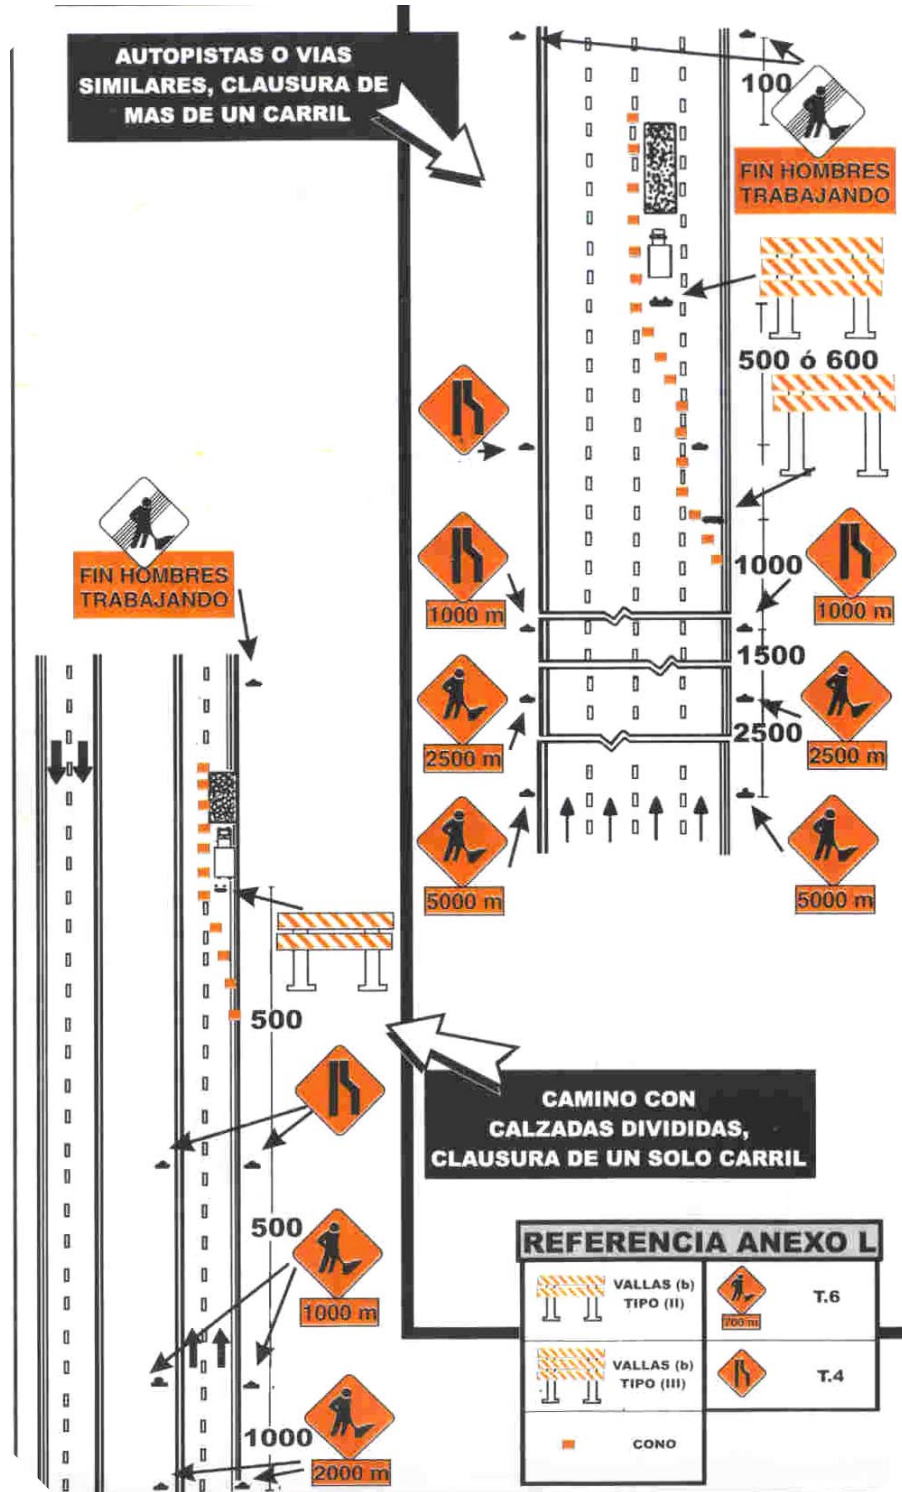 AUTOPISTAS O VIAS
SIMILARES, CLAUSURA DE
MAS DE UN CARRIL
100
FIN HOMBRES
TRABAJANDO
500 ó 600
1000
1000 m
1000 m
1500
2500 m
2500 m
2500
5000 m
5000 m
FIN HOMBRES
TRABAJANDO
500
500
1000 m
1000
2000 m
CAMINO CON
CALZADAS DIVIDIDAS,
CLAUSURA DE UN SOLO CARRIL
REFERENCIA ANEXO L
VALLAS (b)
TIPO (II)
700 m
T.6
VALLAS (b)
TIPO (III)
T.4
CONO